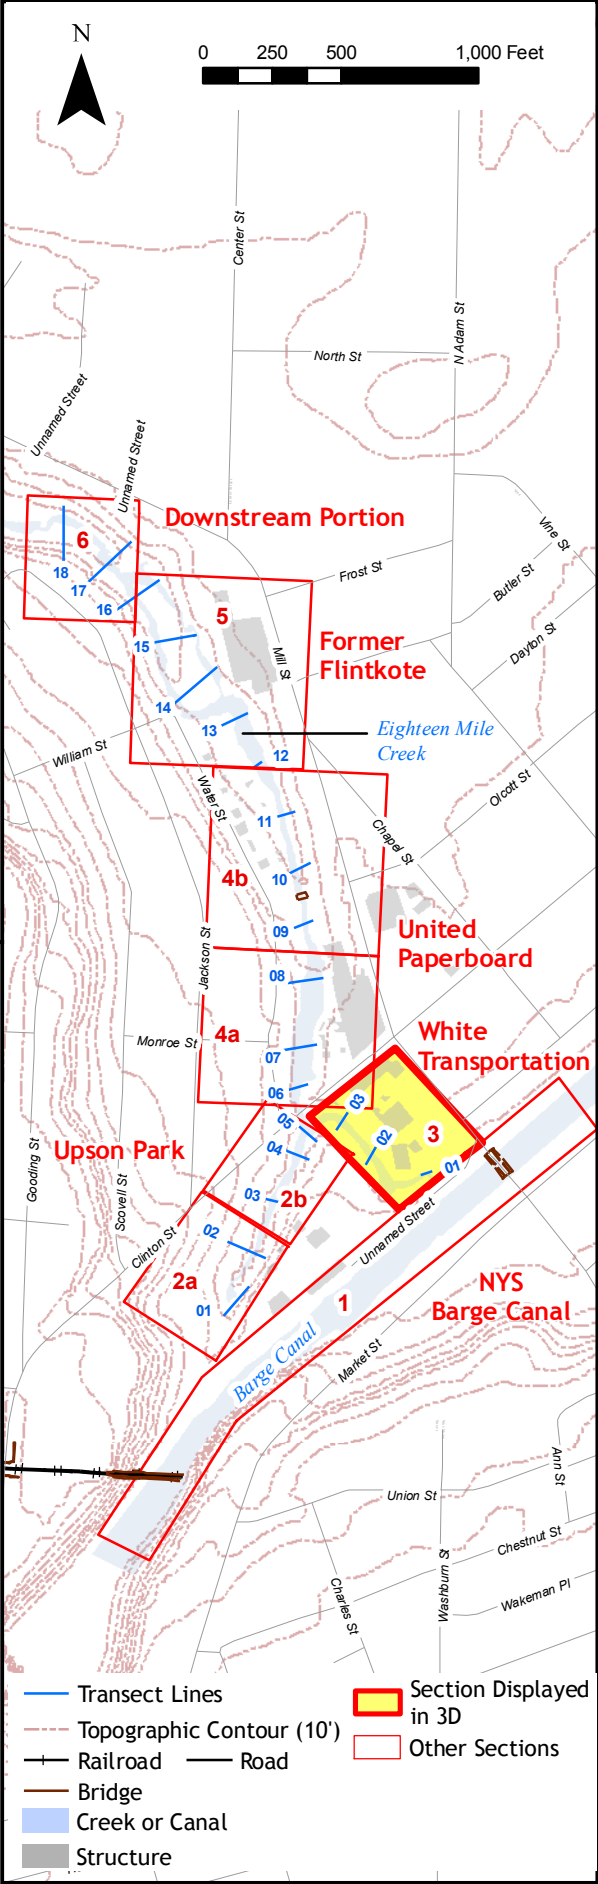 N
0 250 500 1,000 Feet
Center St
N Adam St
North St
Unnamed Street
Unnamed Street
Downstream Portion
Vine St
6
18
17
16
Frost St
Butler St
5
Dayton St
Former
Flintkote
15
Mill St
14
13
Eighteen Mile
Creek
12
William St
Water St
Olcott St
11
Chapel St
10
4b
09
United
Paperboard
Jackson St
08
White
Transportation
4a
Monroe St
07
06
03
05
3
02
04
01
Upson Park
Gooding St
Scovell St
03
2b
Unnamed Street
02
Clinton St
2a
NYS
Barge Canal
1
01
Barge Canal
Market St
Union St
Ann St
Chestnut St
Washburn St
Charles St
Wakeman Pl
Transect Lines
Topographic Contour (10')
Railroad
Road
Bridge
Creek or Canal
Structure
Section Displayed
in 3D
Other Sections